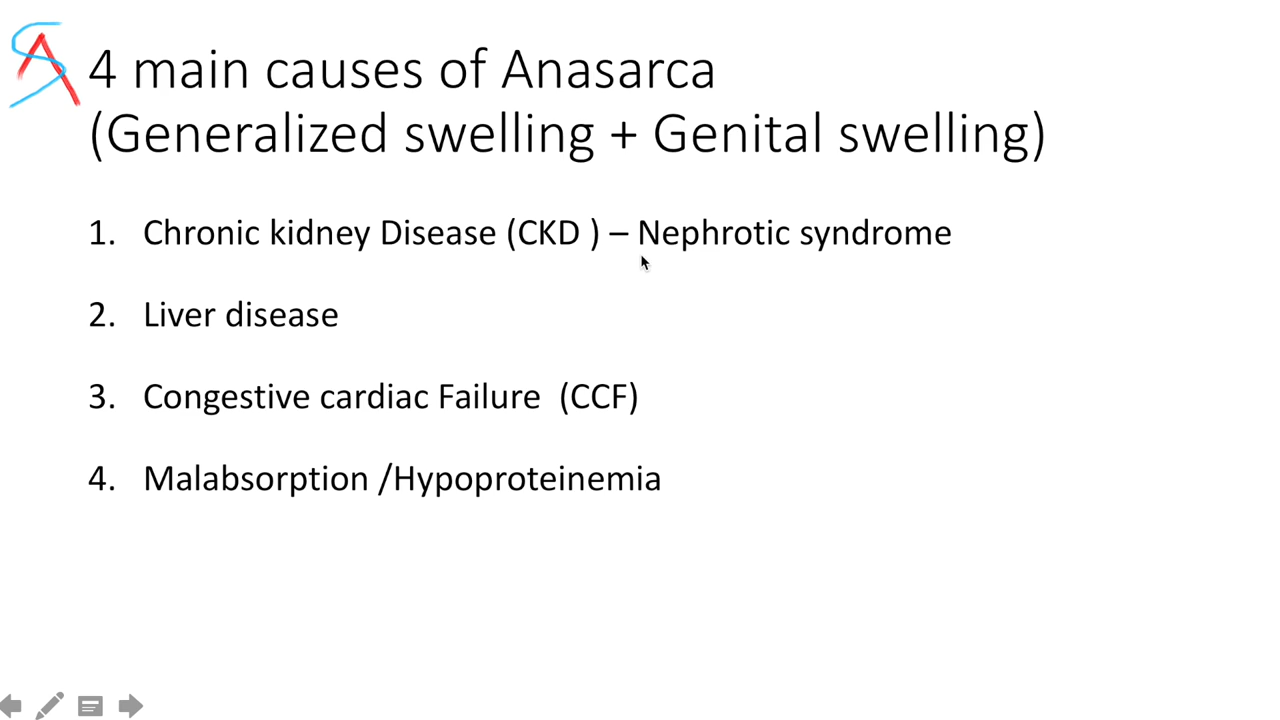 4 main causes of Anasarca
(Generalized swelling + Genital swelling)
1. Chronic kidney Disease (CKD ) – Nephrotic syndrome
2. Liver disease
3. Congestive cardiac Failure (CCF)
4. Malabsorption /Hypoproteinemia